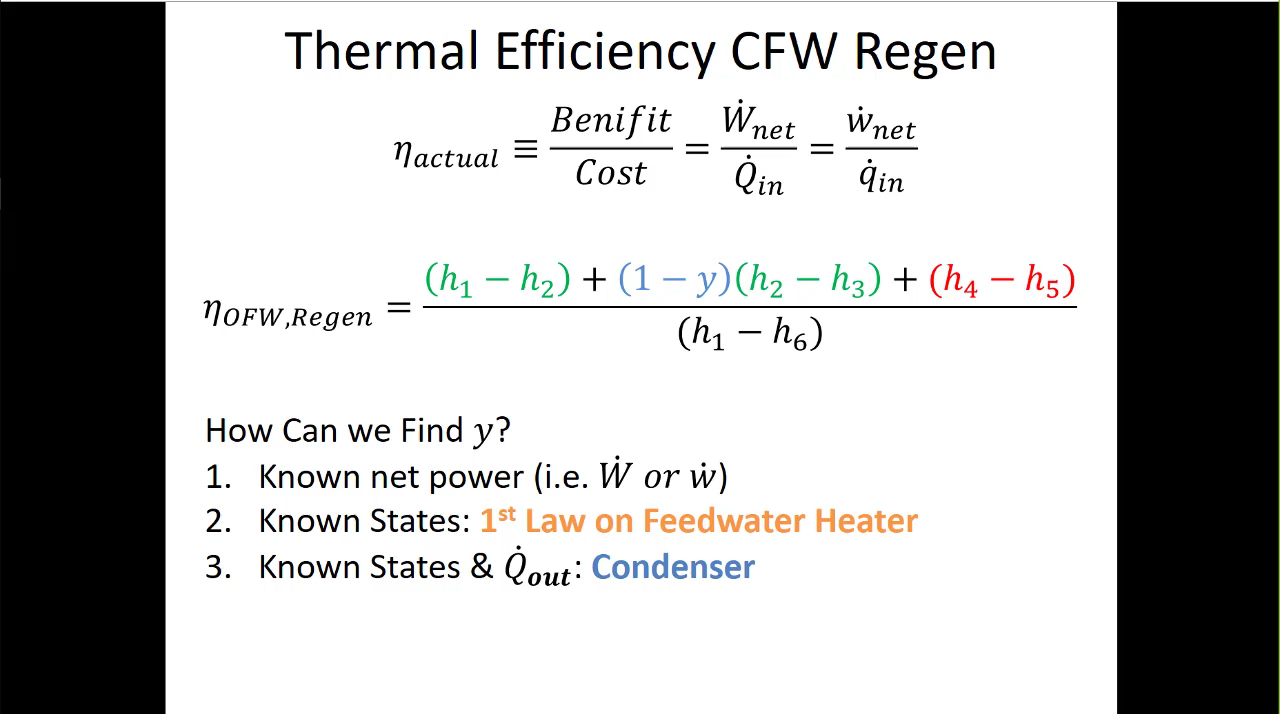 Thermal Efficiency CFW Regen
η_actual ≡ Benifit/Cost = Ẇ_net/Q̇_in = ẇ_net/q̇_in
η_OFW,Regen = ((h₁ − h₂) + (1 − y)(h₂ − h₃) + (h₄ − h₅))/(h₁ − h₆)
How Can we Find y?
1. Known net power (i.e. Ẇ or ẇ)
2. Known States: 1st Law on Feedwater Heater
3. Known States & Q̇_out: Condenser